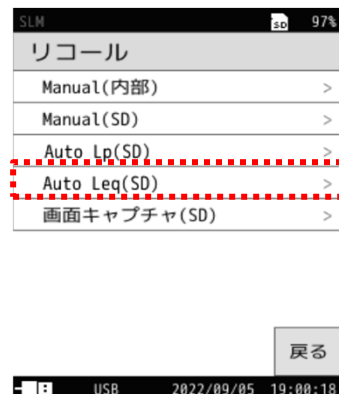 SLM SD 97%
リコール
Manual(内部) >
Manual(SD) >
Auto Lp(SD) >
Auto Leq(SD) >
画面キャプチャ(SD) >
戻る
USB 2022/09/05 19:00:18